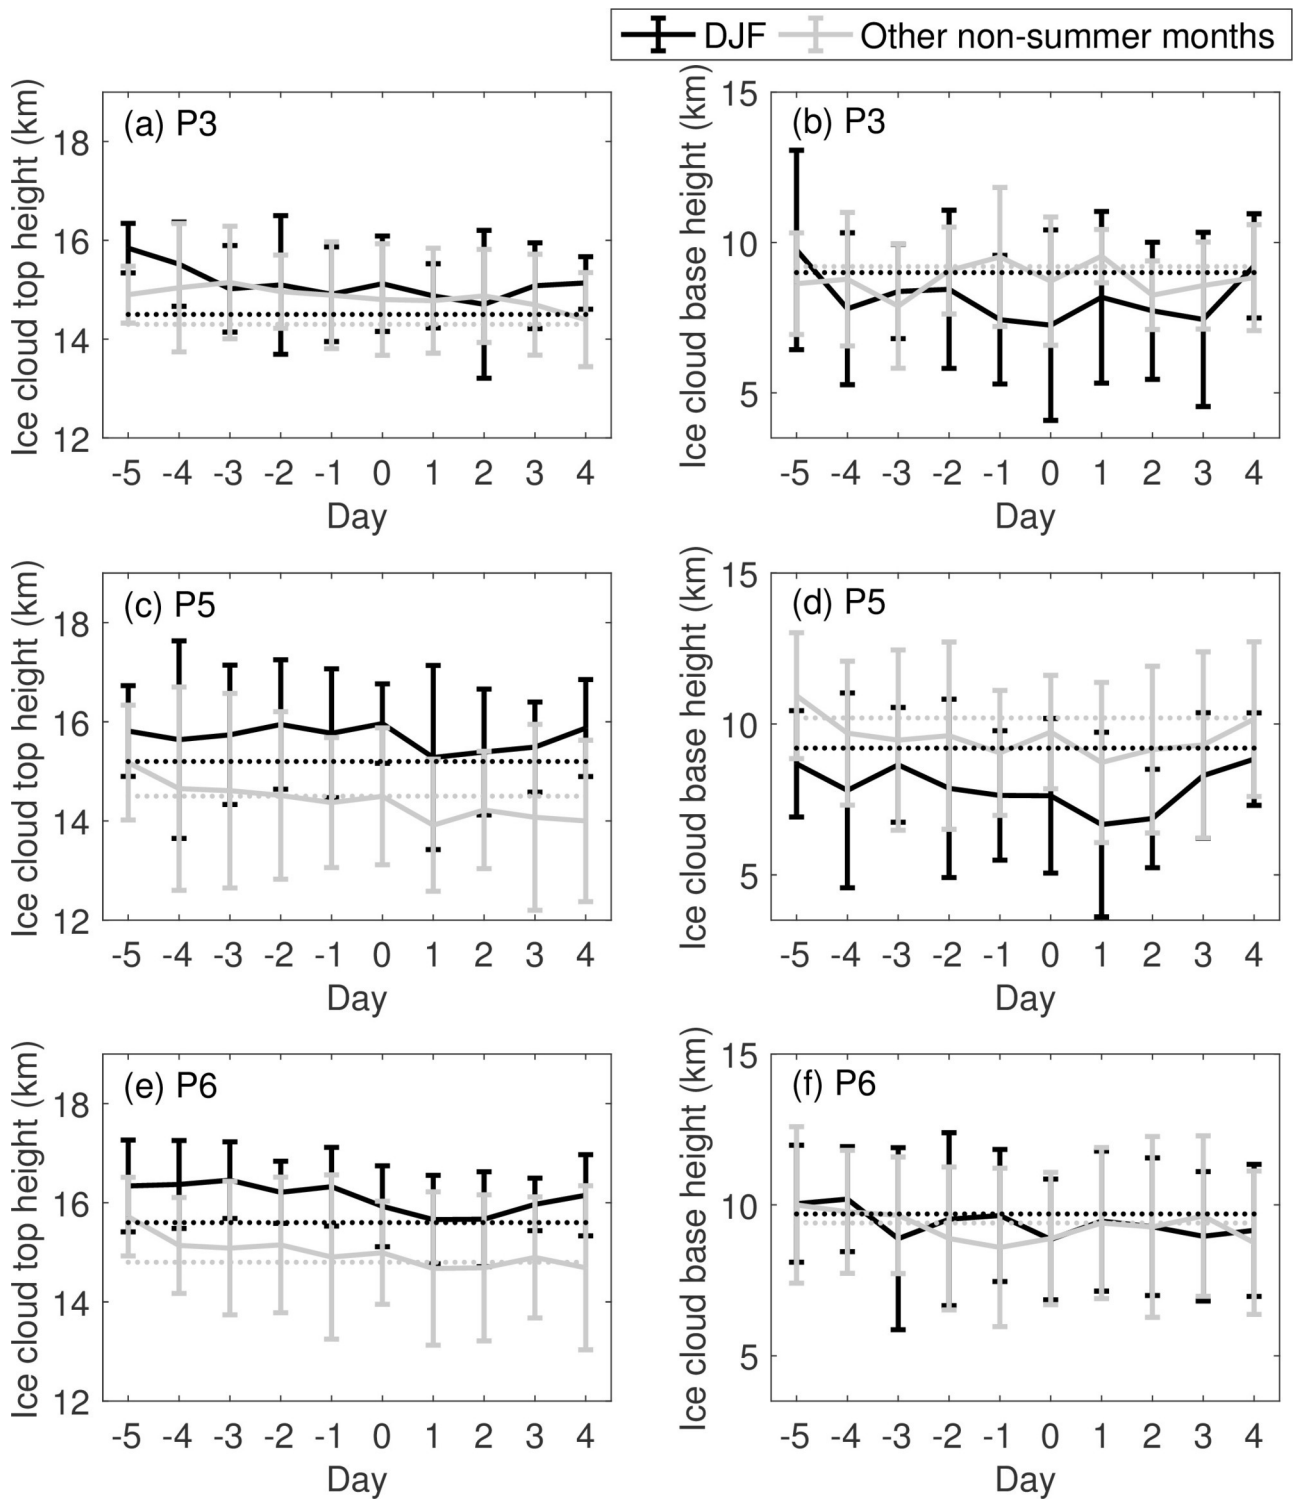 DJF Other non-summer months
(a) P3
Ice cloud top height (km)
18
16
14
12
-5 -4 -3 -2 -1 0 1 2 3 4
Day
(b) P3
Ice cloud base height (km)
15
10
5
-5 -4 -3 -2 -1 0 1 2 3 4
Day
(c) P5
Ice cloud top height (km)
18
16
14
12
-5 -4 -3 -2 -1 0 1 2 3 4
Day
(d) P5
Ice cloud base height (km)
15
10
5
-5 -4 -3 -2 -1 0 1 2 3 4
Day
(e) P6
Ice cloud top height (km)
18
16
14
12
-5 -4 -3 -2 -1 0 1 2 3 4
Day
(f) P6
Ice cloud base height (km)
15
10
5
-5 -4 -3 -2 -1 0 1 2 3 4
Day